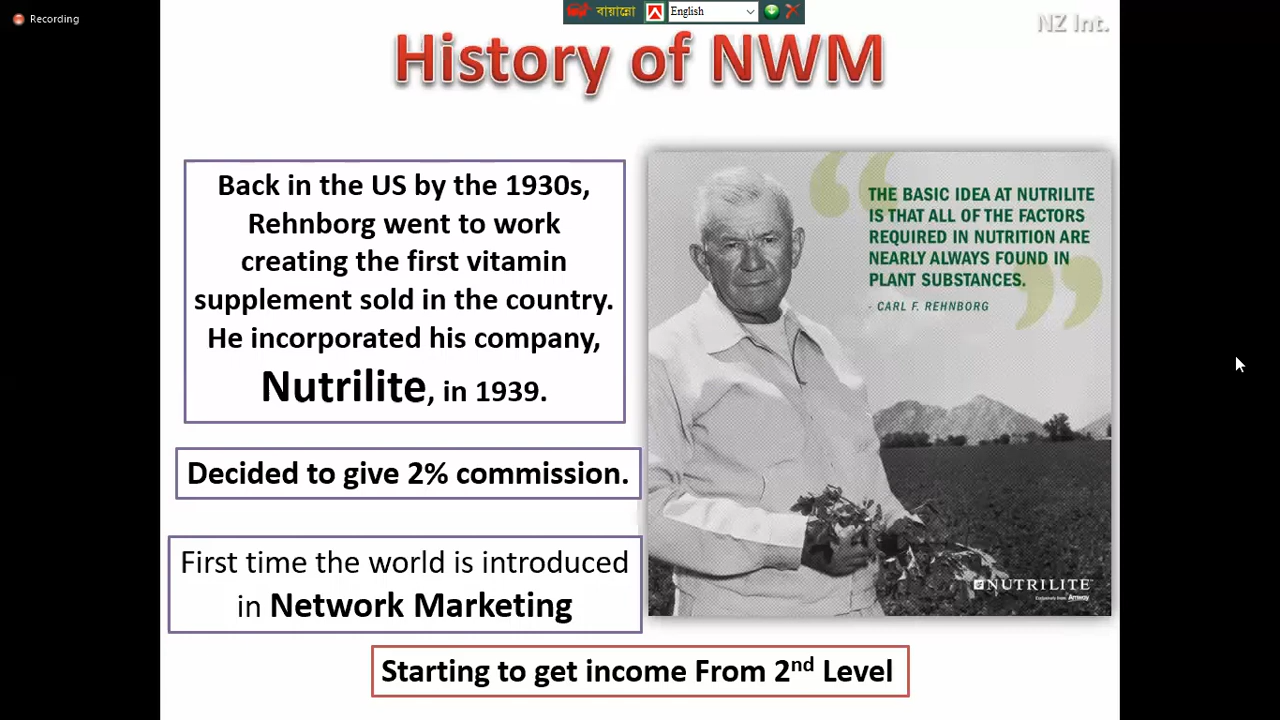 Recording
বায়ান্নো
English
NZ Int.
History of NWM
Back in the US by the 1930s,
Rehnborg went to work
creating the first vitamin
supplement sold in the country.
He incorporated his company,
Nutrilite, in 1939.
Decided to give 2% commission.
First time the world is introduced
in Network Marketing
Starting to get income From 2nd Level
THE BASIC IDEA AT NUTRILITE
IS THAT ALL OF THE FACTORS
REQUIRED IN NUTRITION ARE
NEARLY ALWAYS FOUND IN
PLANT SUBSTANCES.
- CARL F. REHNBORG
NUTRILITE
Exclusively from Amway